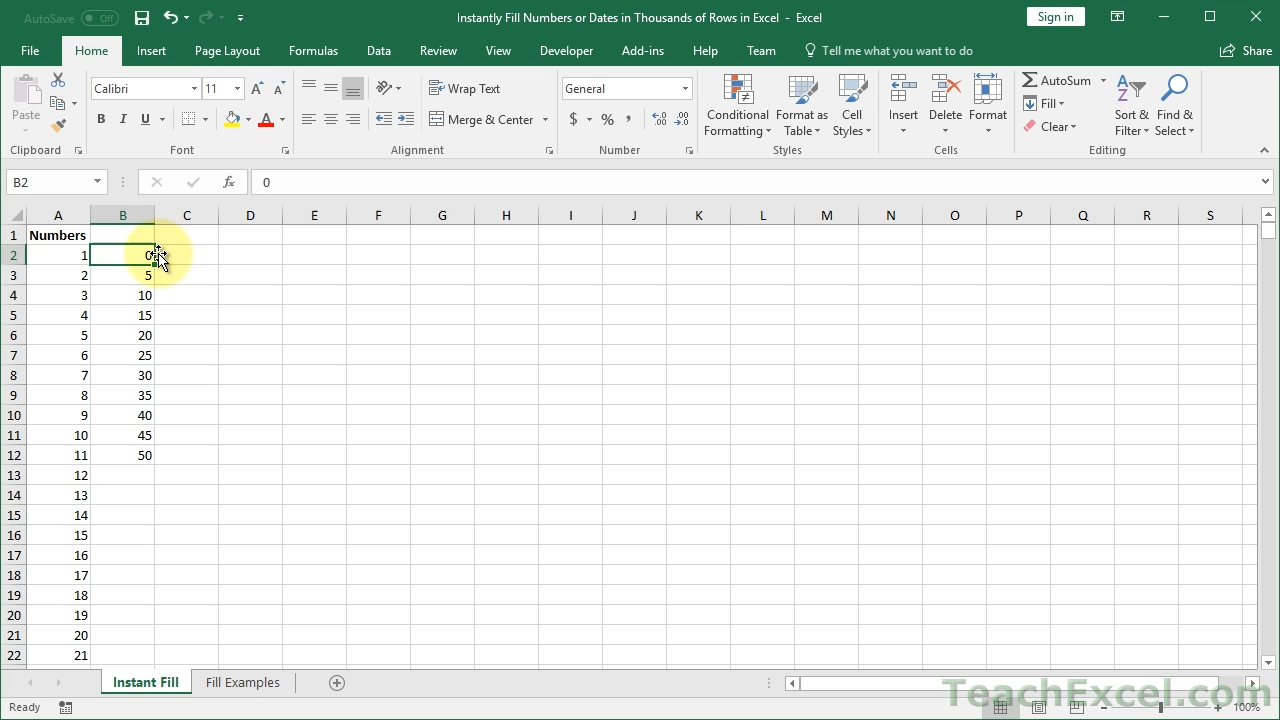 AutoSave Off
Instantly Fill Numbers or Dates in Thousands of Rows in Excel - Excel
Sign in
File Home Insert Page Layout Formulas Data Review View Developer Add-ins Help Team Tell me what you want to do Share
Paste
Calibri 11
B I U A
Wrap Text
Merge & Center
General
$ % ,
Conditional Formatting
Format as Table
Cell Styles
Insert Delete Format
AutoSum
Fill
Clear
Sort & Filter
Find & Select
Clipboard Font Alignment Number Styles Cells Editing
B2 fx 0
A B C D E F G H I J K L M N O P Q R S
1 Numbers
2 1 0
3 2 5
4 3 10
5 4 15
6 5 20
7 6 25
8 7 30
9 8 35
10 9 40
11 10 45
12 11 50
13 12
14 13
15 14
16 15
17 16
18 17
19 18
20 19
21 20
22 21
Instant Fill Fill Examples
TeachExcel.com
Ready 100%